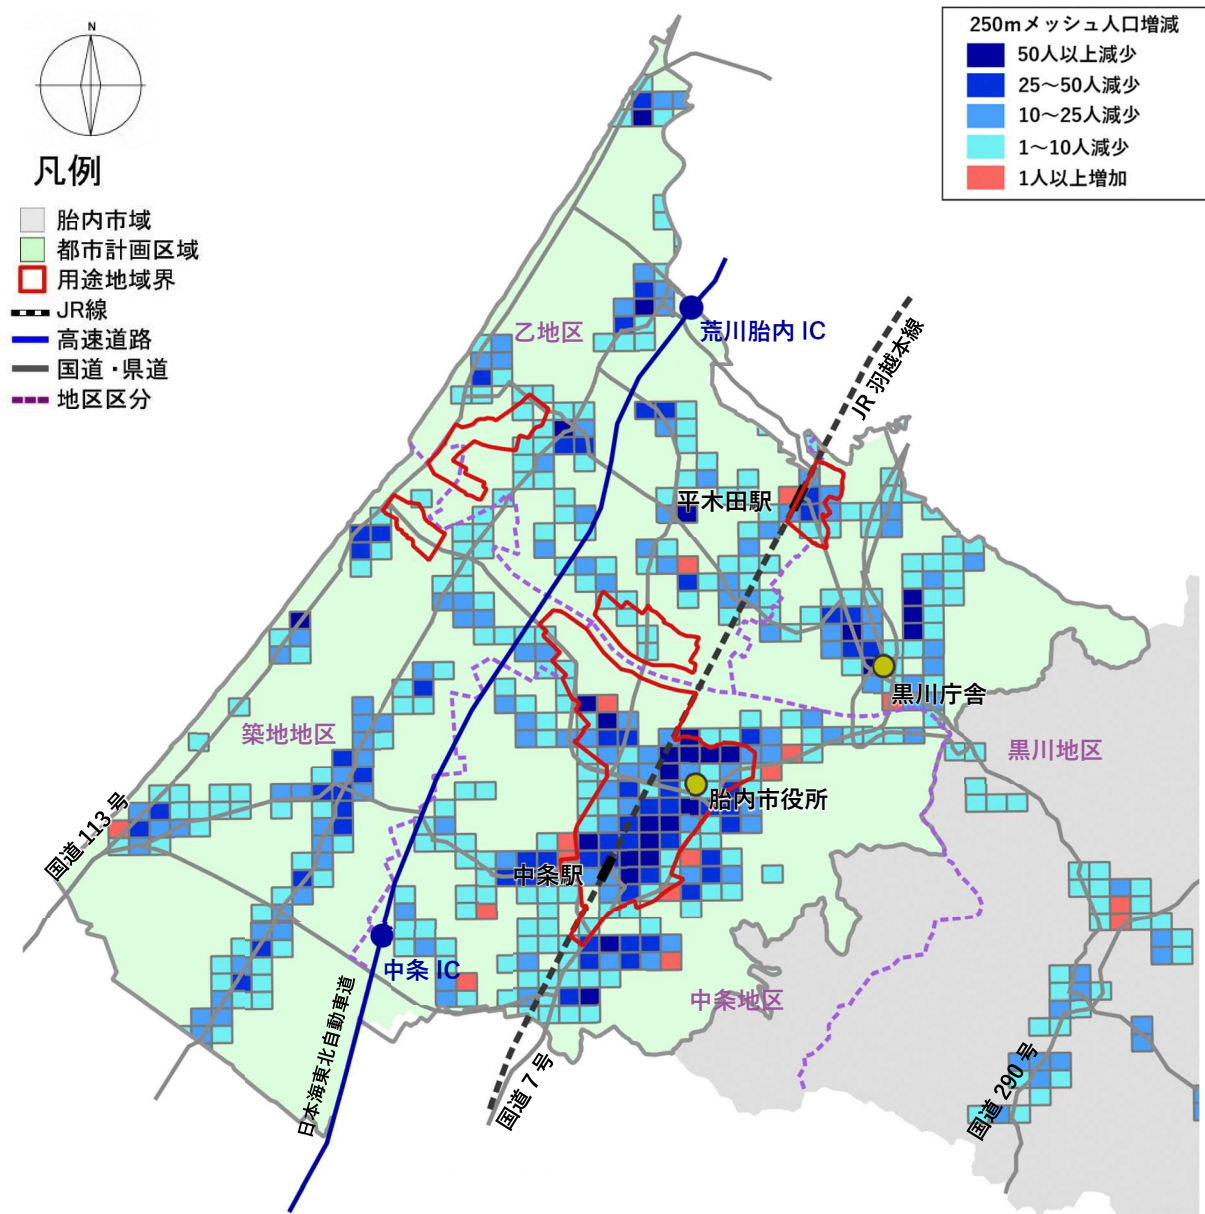 N
凡例
胎内市域
都市計画区域
用途地域界
JR線
高速道路
国道・県道
地区区分
250mメッシュ人口増減
50人以上減少
25～50人減少
10～25人減少
1～10人減少
1人以上増加
乙地区
荒川胎内 IC
JR 羽越本線
平木田駅
黒川庁舎
築地地区
黒川地区
胎内市役所
国道 113 号
中条駅
中条 IC
中条地区
日本海東北自動車道
国道 7 号
国道 290 号